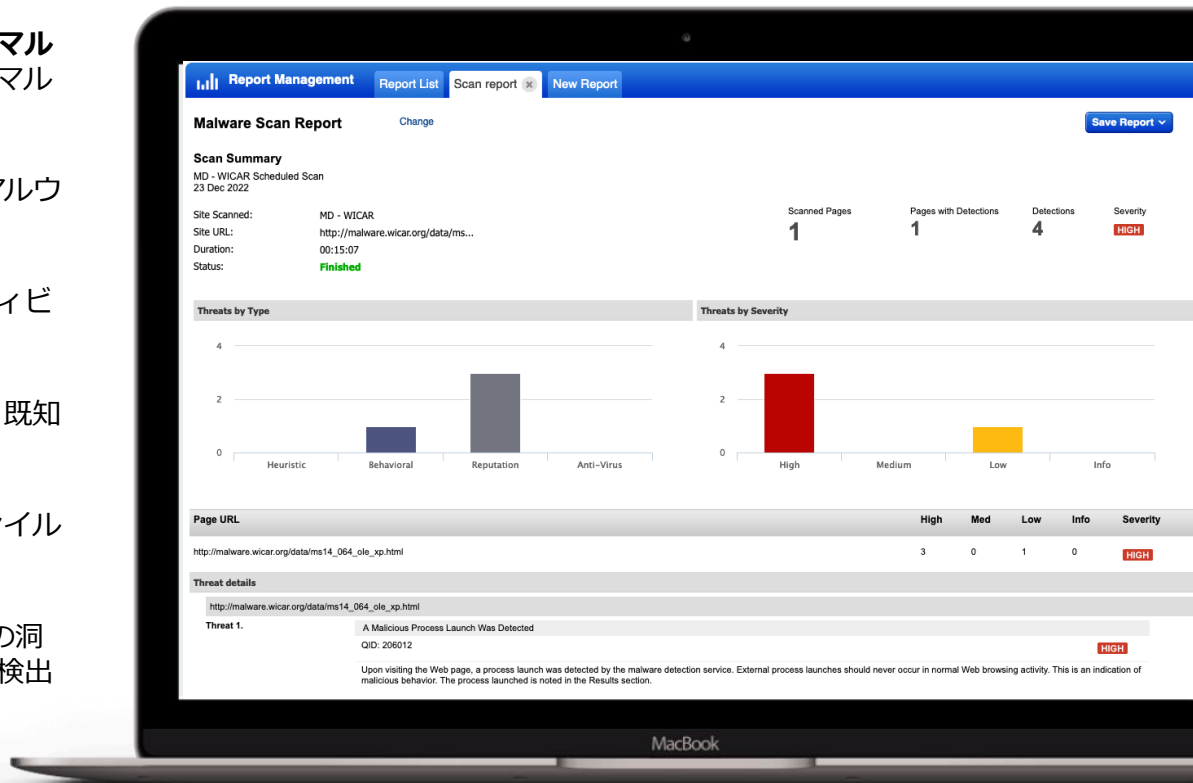 マル
マル
アルウ
ィビ
既知
ァイル
の洞
検出
Report Management
Report List
Scan report
New Report
Malware Scan Report
Change
Save Report
Scan Summary
MD - WICAR Scheduled Scan
23 Dec 2022
Site Scanned: MD - WICAR
Site URL: http://malware.wicar.org/data/ms...
Duration: 00:15:07
Status: Finished
Scanned Pages Pages with Detections Detections Severity
1 1 4 HIGH
Threats by Type
4
2
0
Heuristic Behavioral Reputation Anti-Virus
Threats by Severity
4
2
0
High Medium Low Info
Page URL High Med Low Info Severity
http://malware.wicar.org/data/ms14_064_ole_xp.html 3 0 1 0 HIGH
Threat details
http://malware.wicar.org/data/ms14_064_ole_xp.html
Threat 1. A Malicious Process Launch Was Detected
QID: 206012 HIGH
Upon visiting the Web page, a process launch was detected by the malware detection service. External process launches should never occur in normal Web browsing activity. This is an indication of
malicious behavior. The process launched is noted in the Results section.
MacBook